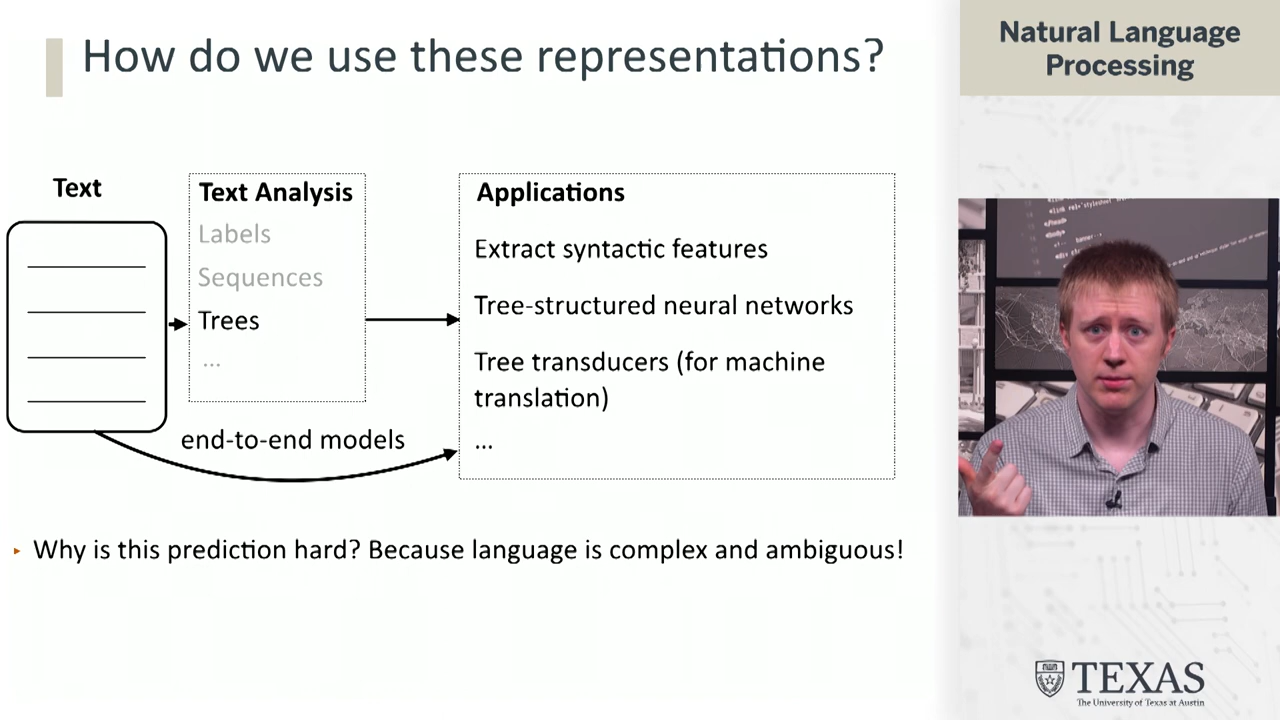 How do we use these representations?
Natural Language
Processing
Text
Text Analysis
Labels
Sequences
Trees
...
Applications
Extract syntactic features
Tree-structured neural networks
Tree transducers (for machine
translation)
...
end-to-end models
Why is this prediction hard? Because language is complex and ambiguous!
TEXAS
The University of Texas at Austin